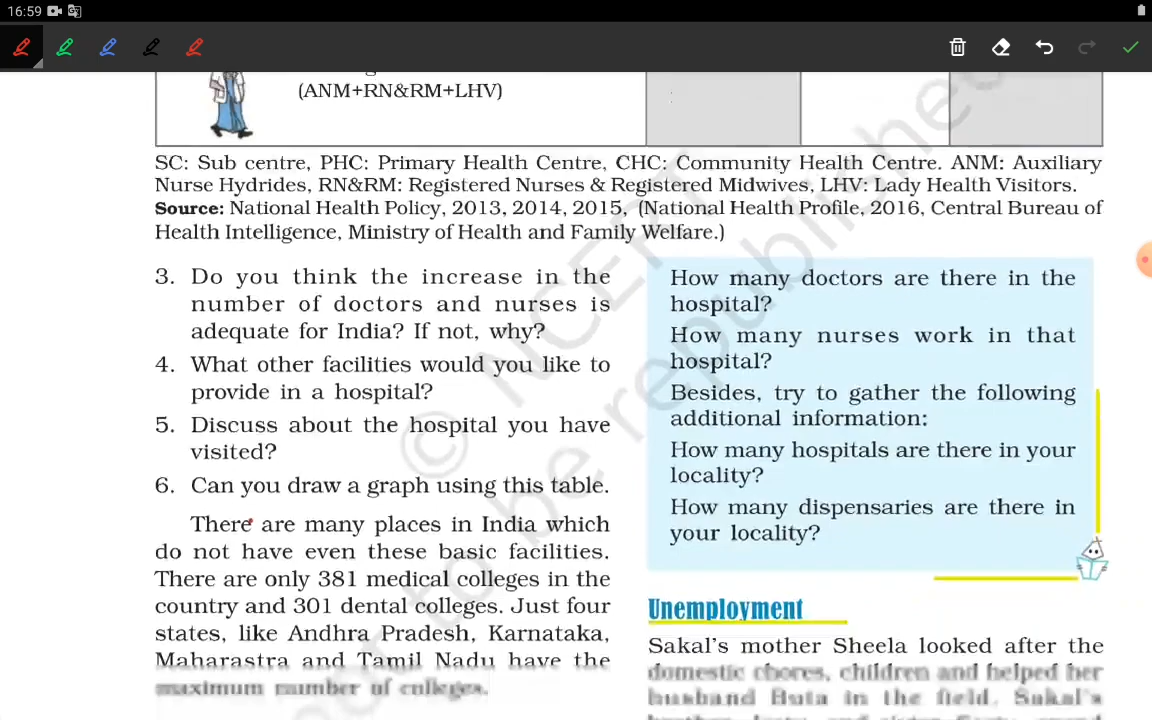 16:59
(ANM+RN&RM+LHV)
SC: Sub centre, PHC: Primary Health Centre, CHC: Community Health Centre. ANM: Auxiliary
Nurse Hydrides, RN&RM: Registered Nurses & Registered Midwives, LHV: Lady Health Visitors.
Source: National Health Policy, 2013, 2014, 2015, (National Health Profile, 2016, Central Bureau of
Health Intelligence, Ministry of Health and Family Welfare.)
3. Do you think the increase in the
number of doctors and nurses is
adequate for India? If not, why?
4. What other facilities would you like to
provide in a hospital?
5. Discuss about the hospital you have
visited?
6. Can you draw a graph using this table.
There are many places in India which
do not have even these basic facilities.
There are only 381 medical colleges in the
country and 301 dental colleges. Just four
states, like Andhra Pradesh, Karnataka,
Maharastra and Tamil Nadu have the
maximum number of colleges.
How many doctors are there in the
hospital?
How many nurses work in that
hospital?
Besides, try to gather the following
additional information:
How many hospitals are there in your
locality?
How many dispensaries are there in
your locality?
Unemployment
Sakal's mother Sheela looked after the
domestic chores, children and helped her
husband Buta in the field. Sakal's
© NCERT
not to be republished